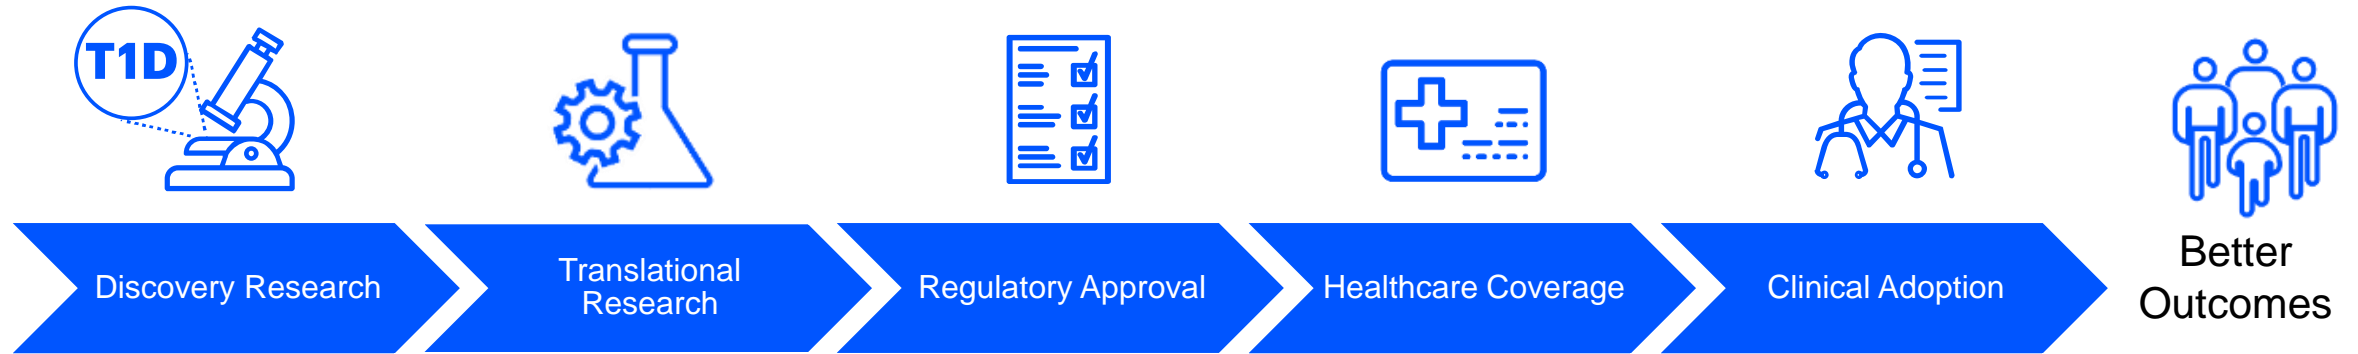 T1D
Discovery Research
Translational
Research
Regulatory Approval
Healthcare Coverage
Clinical Adoption
Better
Outcomes